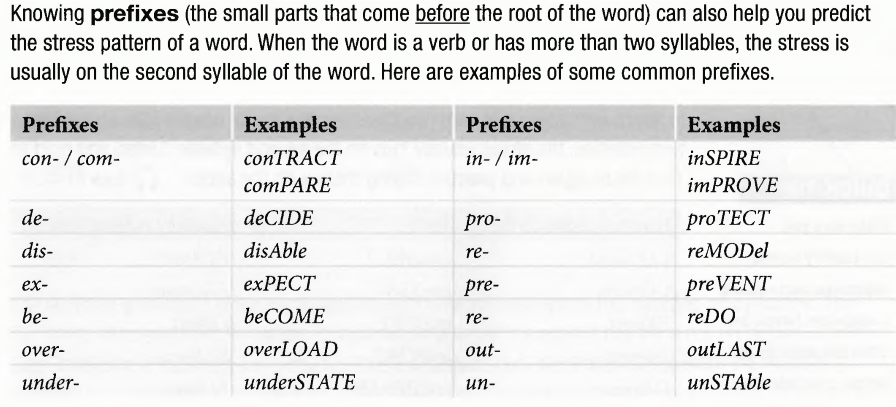 Knowing prefixes (the small parts that come before the root of the word) can also help you predict
the stress pattern of a word. When the word is a verb or has more than two syllables, the stress is
usually on the second syllable of the word. Here are examples of some common prefixes.
Prefixes Examples Prefixes Examples
con- / com- conTRACT in- / im- inSPIRE
comPARE imPROVE
de- deCIDE pro- proTECT
dis- disAble re- reMODel
ex- exPECT pre- preVENT
be- beCOME re- reDO
over- overLOAD out- outLAST
under- underSTATE un- unSTAble